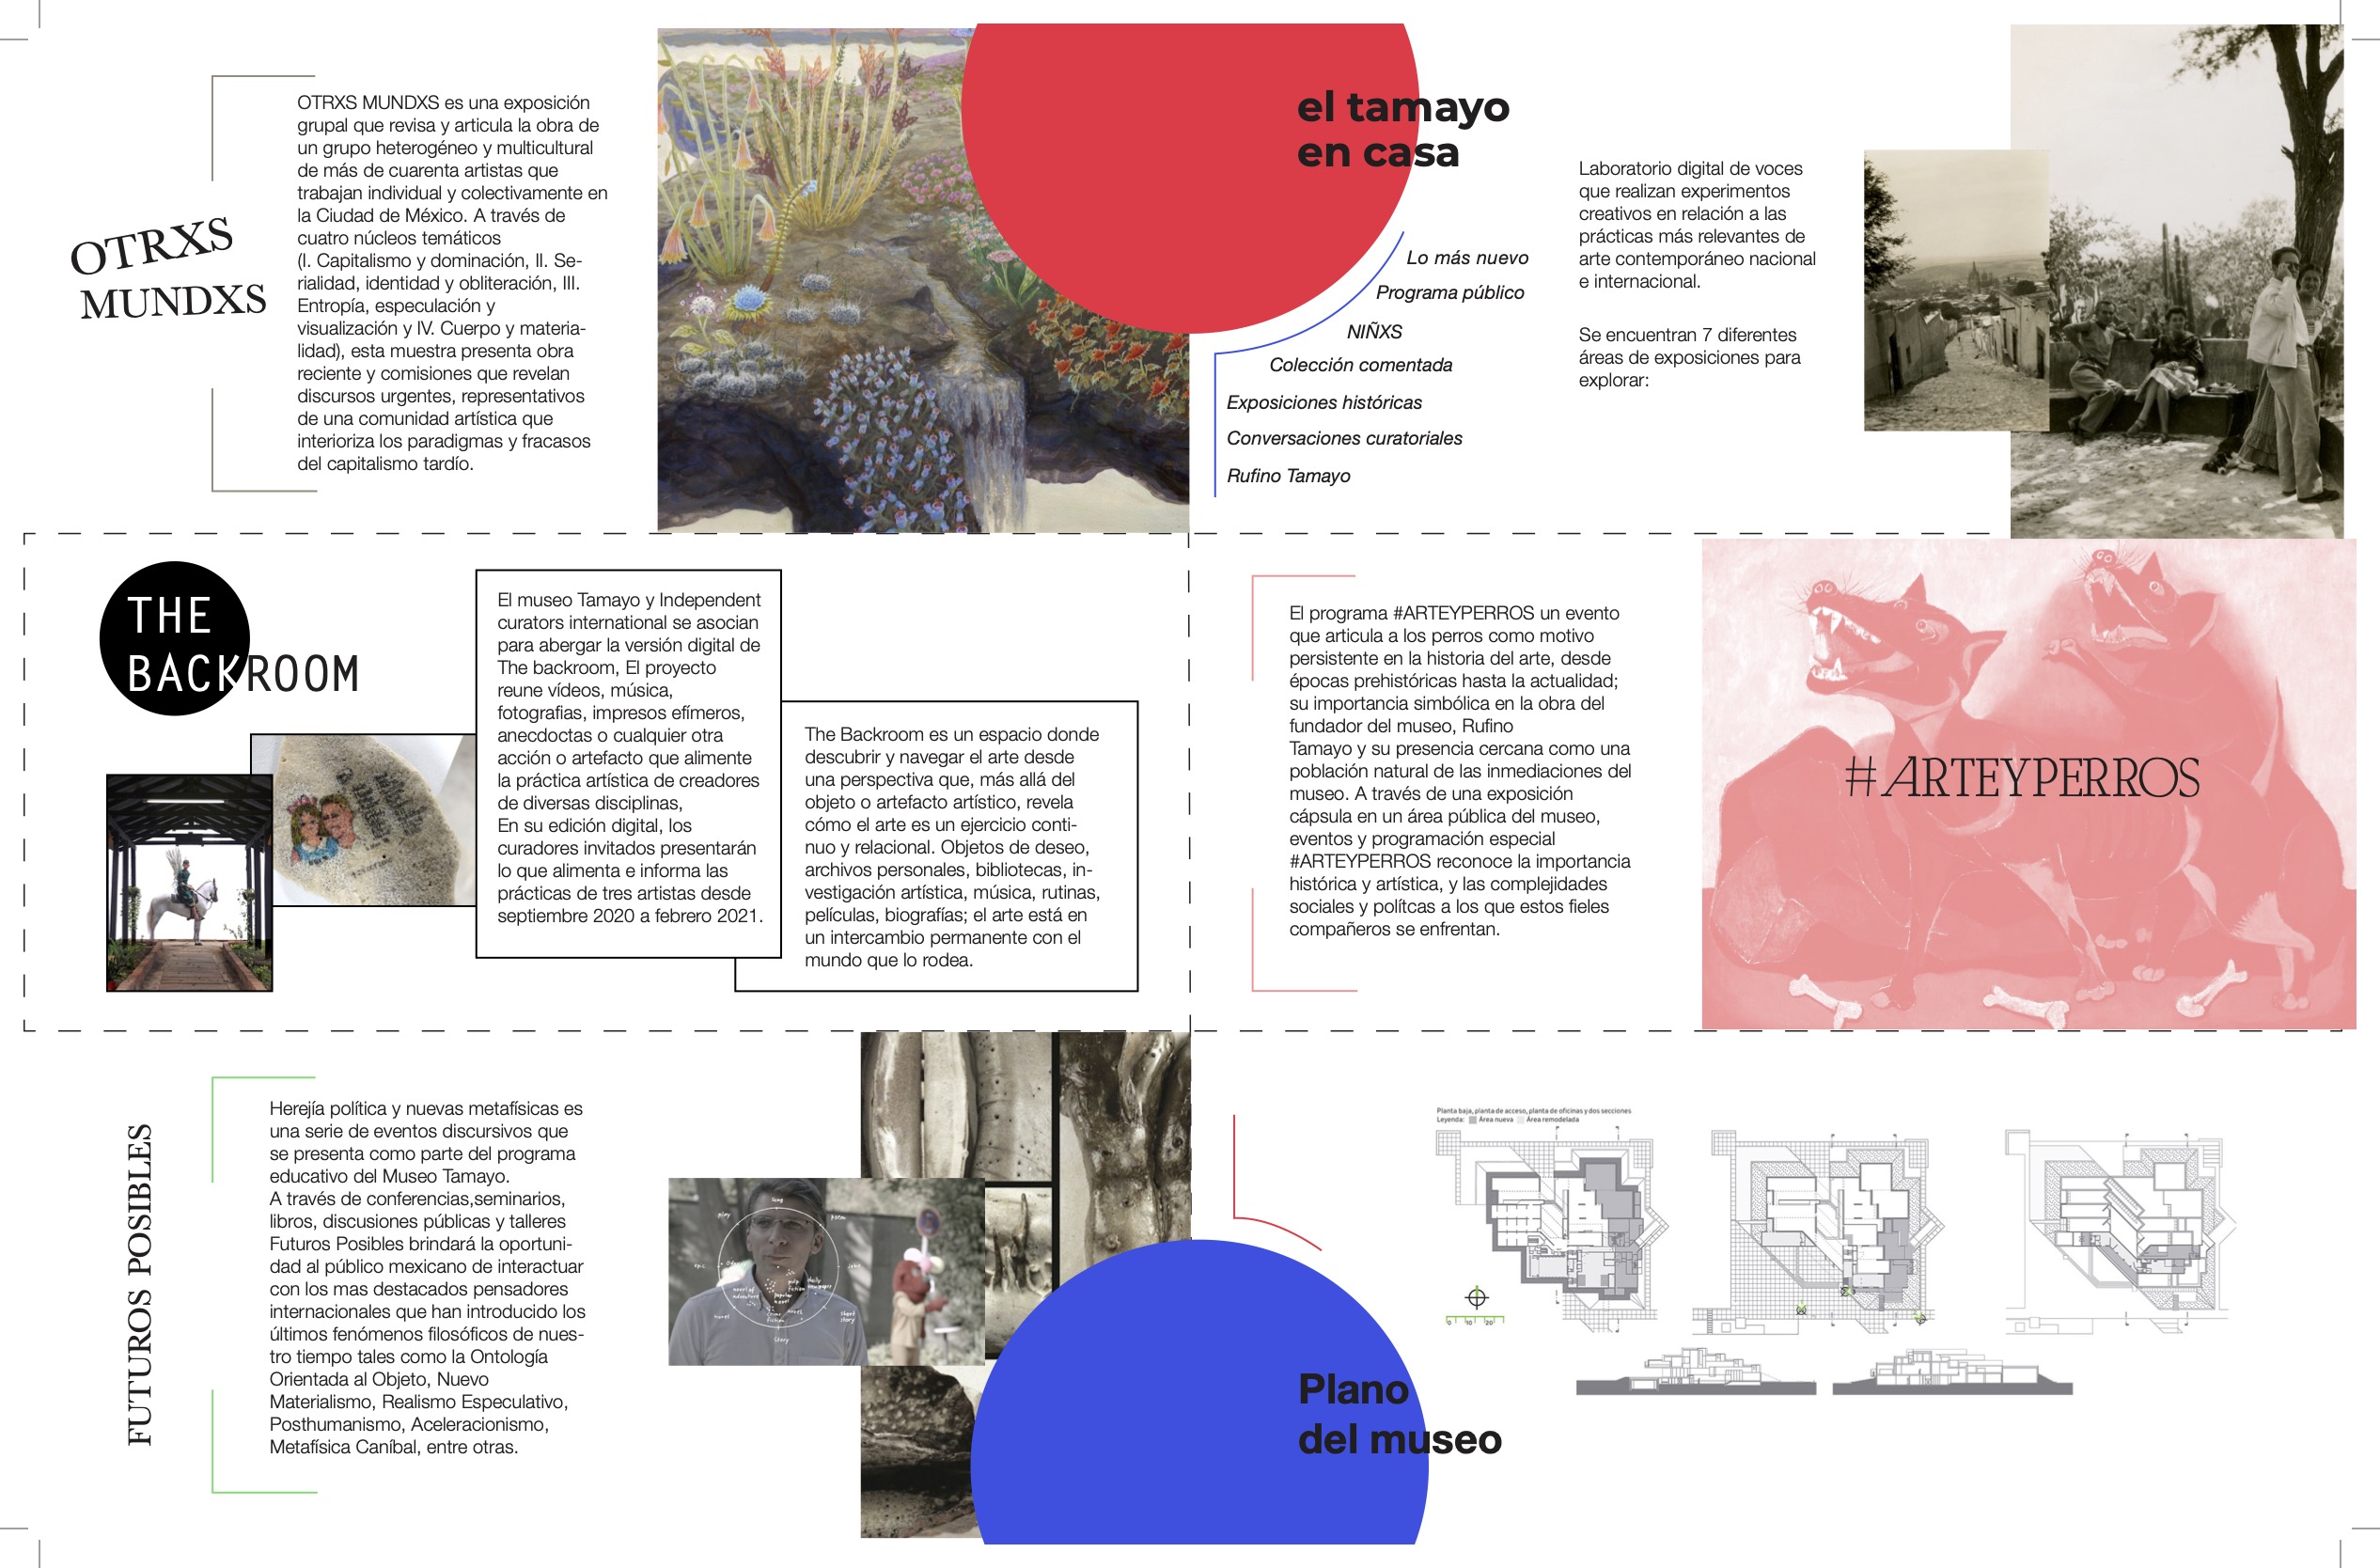 OTRXS
MUNDXS
OTRXS MUNDXS es una exposición
grupal que revisa y articula la obra de
un grupo heterogéneo y multicultural
de más de cuarenta artistas que
trabajan individual y colectivamente en
la Ciudad de México. A través de
cuatro núcleos temáticos
(I. Capitalismo y dominación, II. Se-
rialidad, identidad y obliteración, III.
Entropía, especulación y
visualización y IV. Cuerpo y materia-
lidad), esta muestra presenta obra
reciente y comisiones que revelan
discursos urgentes, representativos
de una comunidad artística que
interioriza los paradigmas y fracasos
del capitalismo tardío.
el tamayo
en casa
Lo más nuevo
Programa público
NIÑXS
Colección comentada
Exposiciones históricas
Conversaciones curatoriales
Rufino Tamayo
Laboratorio digital de voces
que realizan experimentos
creativos en relación a las
prácticas más relevantes de
arte contemporáneo nacional
e internacional.
Se encuentran 7 diferentes
áreas de exposiciones para
explorar:
THE
BACKROOM
El museo Tamayo y Independent
curators international se asocian
para abergar la versión digital de
The backroom, El proyecto
reune vídeos, música,
fotografias, impresos efímeros,
anecdoctas o cualquier otra
acción o artefacto que alimente
la práctica artística de creadores
de diversas disciplinas,
En su edición digital, los
curadores invitados presentarán
lo que alimenta e informa las
prácticas de tres artistas desde
septiembre 2020 a febrero 2021.
The Backroom es un espacio donde
descubrir y navegar el arte desde
una perspectiva que, más allá del
objeto o artefacto artístico, revela
cómo el arte es un ejercicio conti-
nuo y relacional. Objetos de deseo,
archivos personales, bibliotecas, in-
vestigación artística, música, rutinas,
películas, biografías; el arte está en
un intercambio permanente con el
mundo que lo rodea.
El programa #ARTEYPERROS un evento
que articula a los perros como motivo
persistente en la historia del arte, desde
épocas prehistóricas hasta la actualidad;
su importancia simbólica en la obra del
fundador del museo, Rufino
Tamayo y su presencia cercana como una
población natural de las inmediaciones del
museo. A través de una exposición
cápsula en un área pública del museo,
eventos y programación especial
#ARTEYPERROS reconoce la importancia
histórica y artística, y las complejidades
sociales y polítcas a los que estos fieles
compañeros se enfrentan.
#ARTEYPERROS
FUTUROS POSIBLES
Herejía política y nuevas metafísicas es
una serie de eventos discursivos que
se presenta como parte del programa
educativo del Museo Tamayo.
A través de conferencias,seminarios,
libros, discusiones públicas y talleres
Futuros Posibles brindará la oportuni-
dad al público mexicano de interactuar
con los mas destacados pensadores
internacionales que han introducido los
últimos fenómenos filosóficos de nues-
tro tiempo tales como la Ontología
Orientada al Objeto, Nuevo
Materialismo, Realismo Especulativo,
Posthumanismo, Aceleracionismo,
Metafísica Caníbal, entre otras.
Plano
del museo
Planta baja, planta de acceso, planta de oficinas y dos secciones
Leyenda: Área nueva Área remodelada
0 10 20